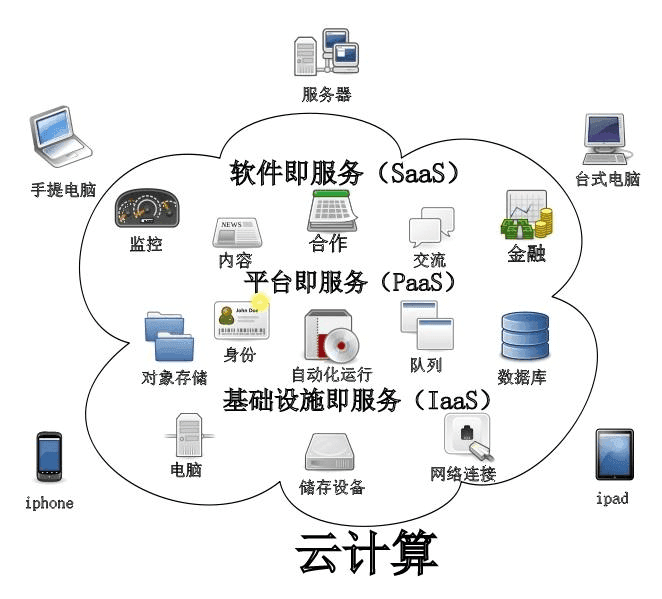 服务器
手提电脑
台式电脑
软件即服务（SaaS）
监控
NEWS
内容
合作
交流
金融
平台即服务（PaaS）
对象存储
John Doe
身份
自动化运行
队列
数据库
基础设施即服务（IaaS）
电脑
储存设备
网络连接
iphone
ipad
云计算